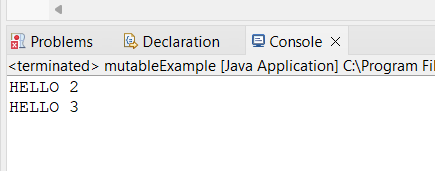 Problems Declaration Console
<terminated> mutableExample [Java Application] C:\Program Fil
HELLO 2
HELLO 3